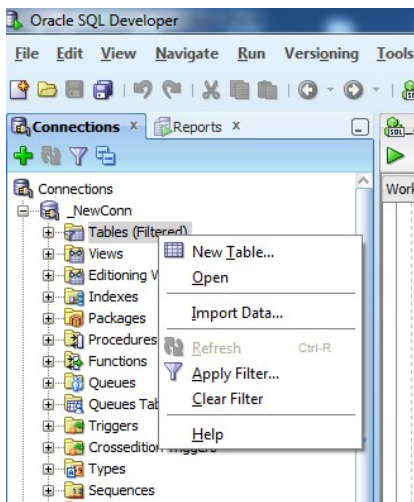 Oracle SQL Developer
File Edit View Navigate Run Versioning Tools
Connections x Reports x
Connections
_NewConn
Tables (Filtered)
Views
Editioning V
Indexes
Packages
Procedures
Functions
Queues
Queues Tab
Triggers
Crossedition Triggers
Types
Sequences
New Table...
Open
Import Data...
Refresh Ctrl-R
Apply Filter...
Clear Filter
Help
SQL
Work